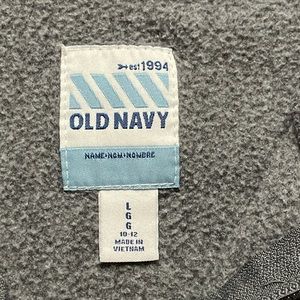 est 1994
OLD NAVY
NAME•NOM•NOMBRE
L
G
G
10-12
MADE IN
VIETNAM